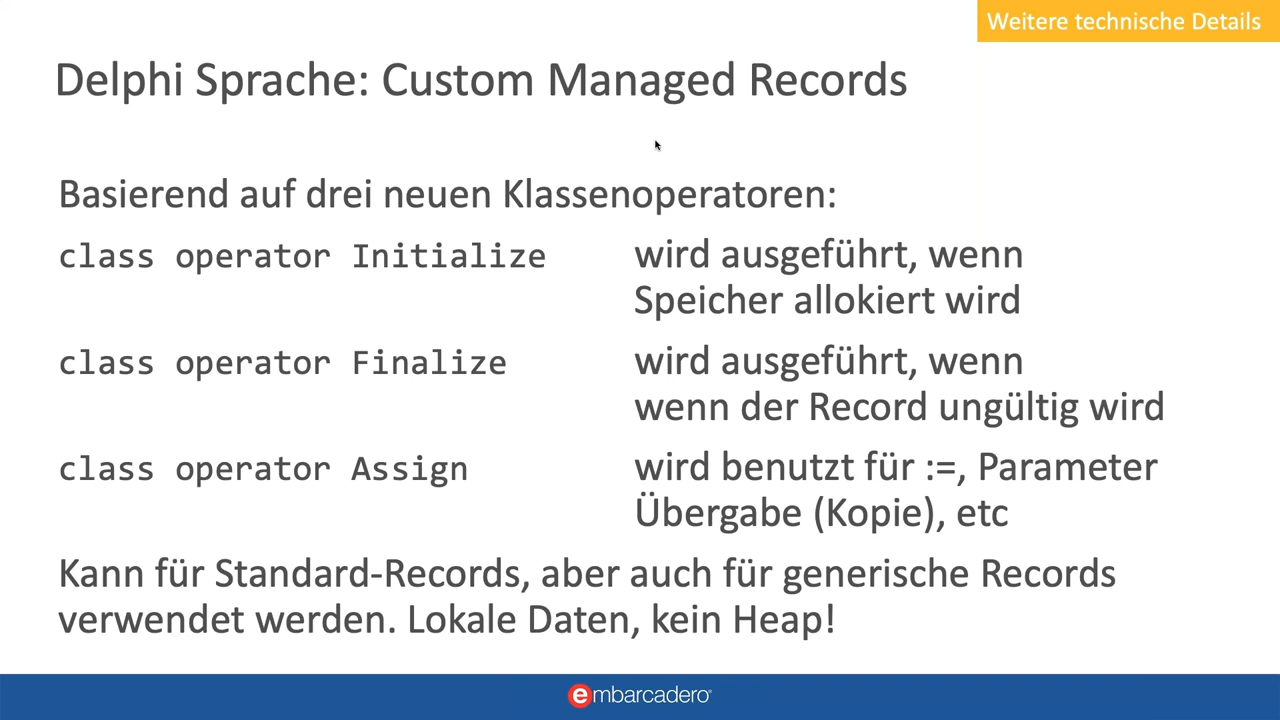 Weitere technische Details
Delphi Sprache: Custom Managed Records
Basierend auf drei neuen Klassenoperatoren:
class operator Initialize wird ausgeführt, wenn
Speicher allokiert wird
class operator Finalize wird ausgeführt, wenn
wenn der Record ungültig wird
class operator Assign wird benutzt für :=, Parameter
Übergabe (Kopie), etc
Kann für Standard-Records, aber auch für generische Records
verwendet werden. Lokale Daten, kein Heap!
embarcadero